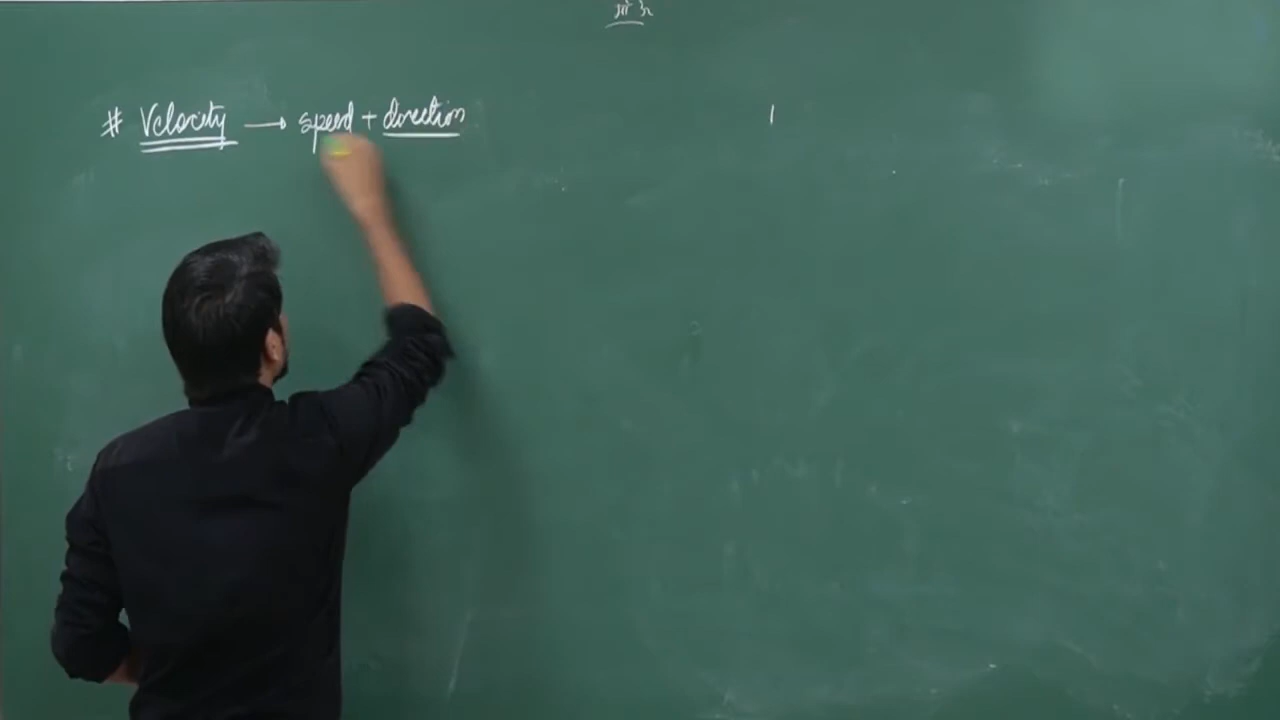 # Velocity → speed + direction